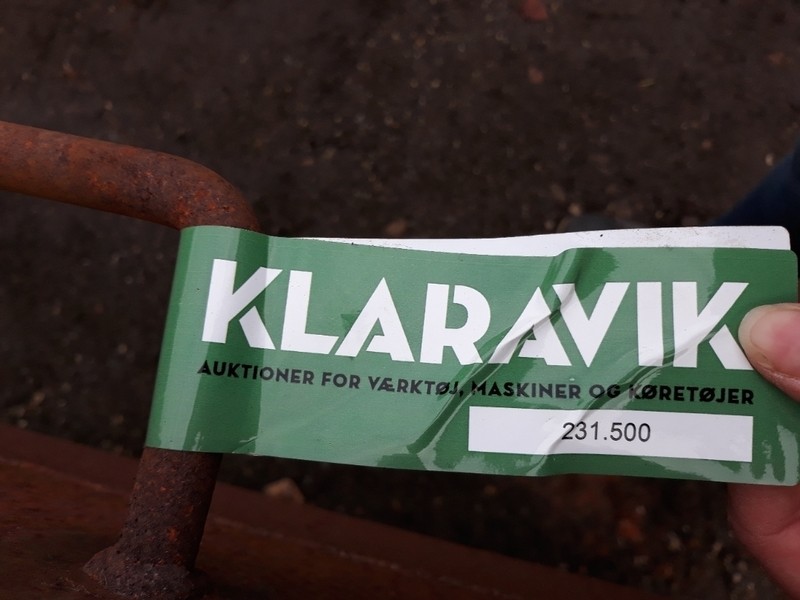 KLARAVIK
AUKTIONER FOR VÆRKTØJ, MASKINER OG KØRETØJER
231.500